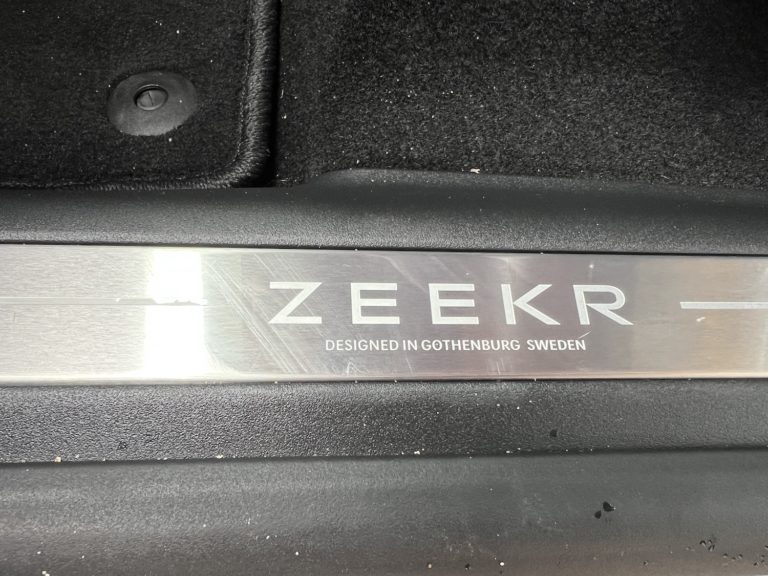 ZEEKR
DESIGNED IN GOTHENBURG SWEDEN